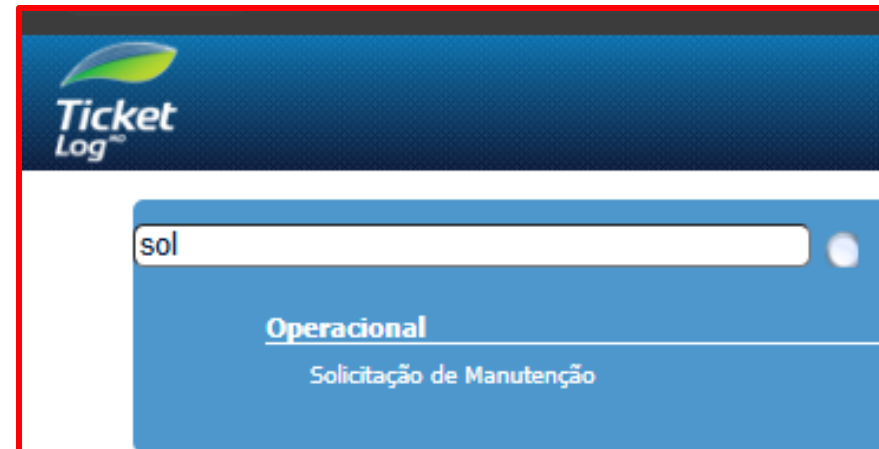 Ticket
Log
sol
Operacional
Solicitação de Manutenção